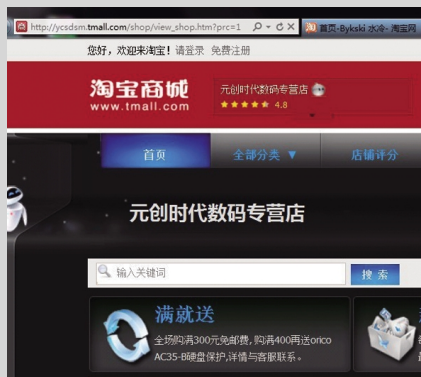 http://ycsdsm.tmall.com/shop/view_shop.htm?prc=1
首页-Bykski 水冷- 淘宝网
您好，欢迎来淘宝！请登录 免费注册
淘宝商城
www.tmall.com
元创时代数码专营店
4.8
首页 全部分类 ▼ 店铺评分
元创时代数码专营店
输入关键词
搜 索
满就送
全场购满300元免邮费，购满400再送orico
AC35-B硬盘保护，详情与客服联系。